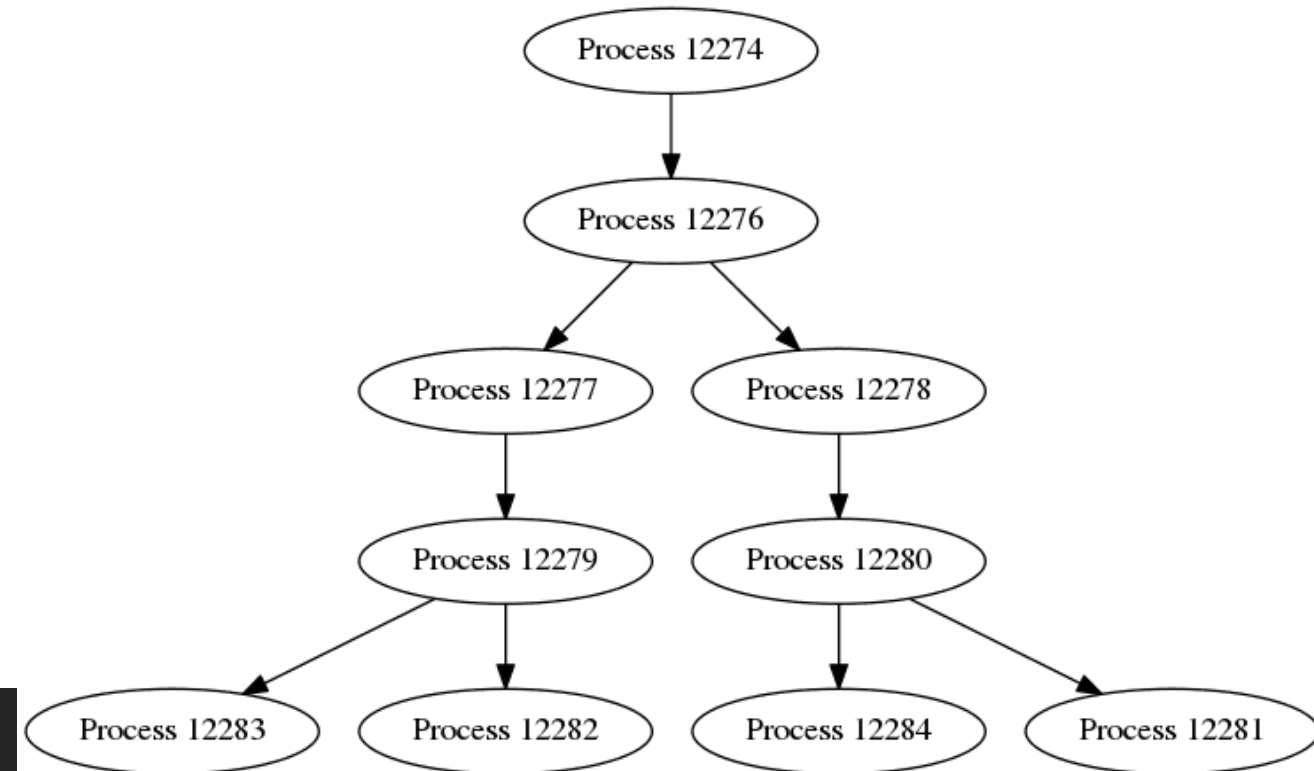 Process 12274
Process 12276
Process 12277
Process 12278
Process 12279
Process 12280
Process 12283
Process 12282
Process 12284
Process 12281